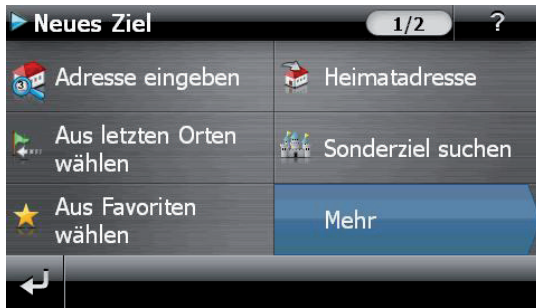 Neues Ziel
1/2
?
Adresse eingeben
Heimatadresse
Aus letzten Orten
wählen
Sonderziel suchen
Aus Favoriten
wählen
Mehr